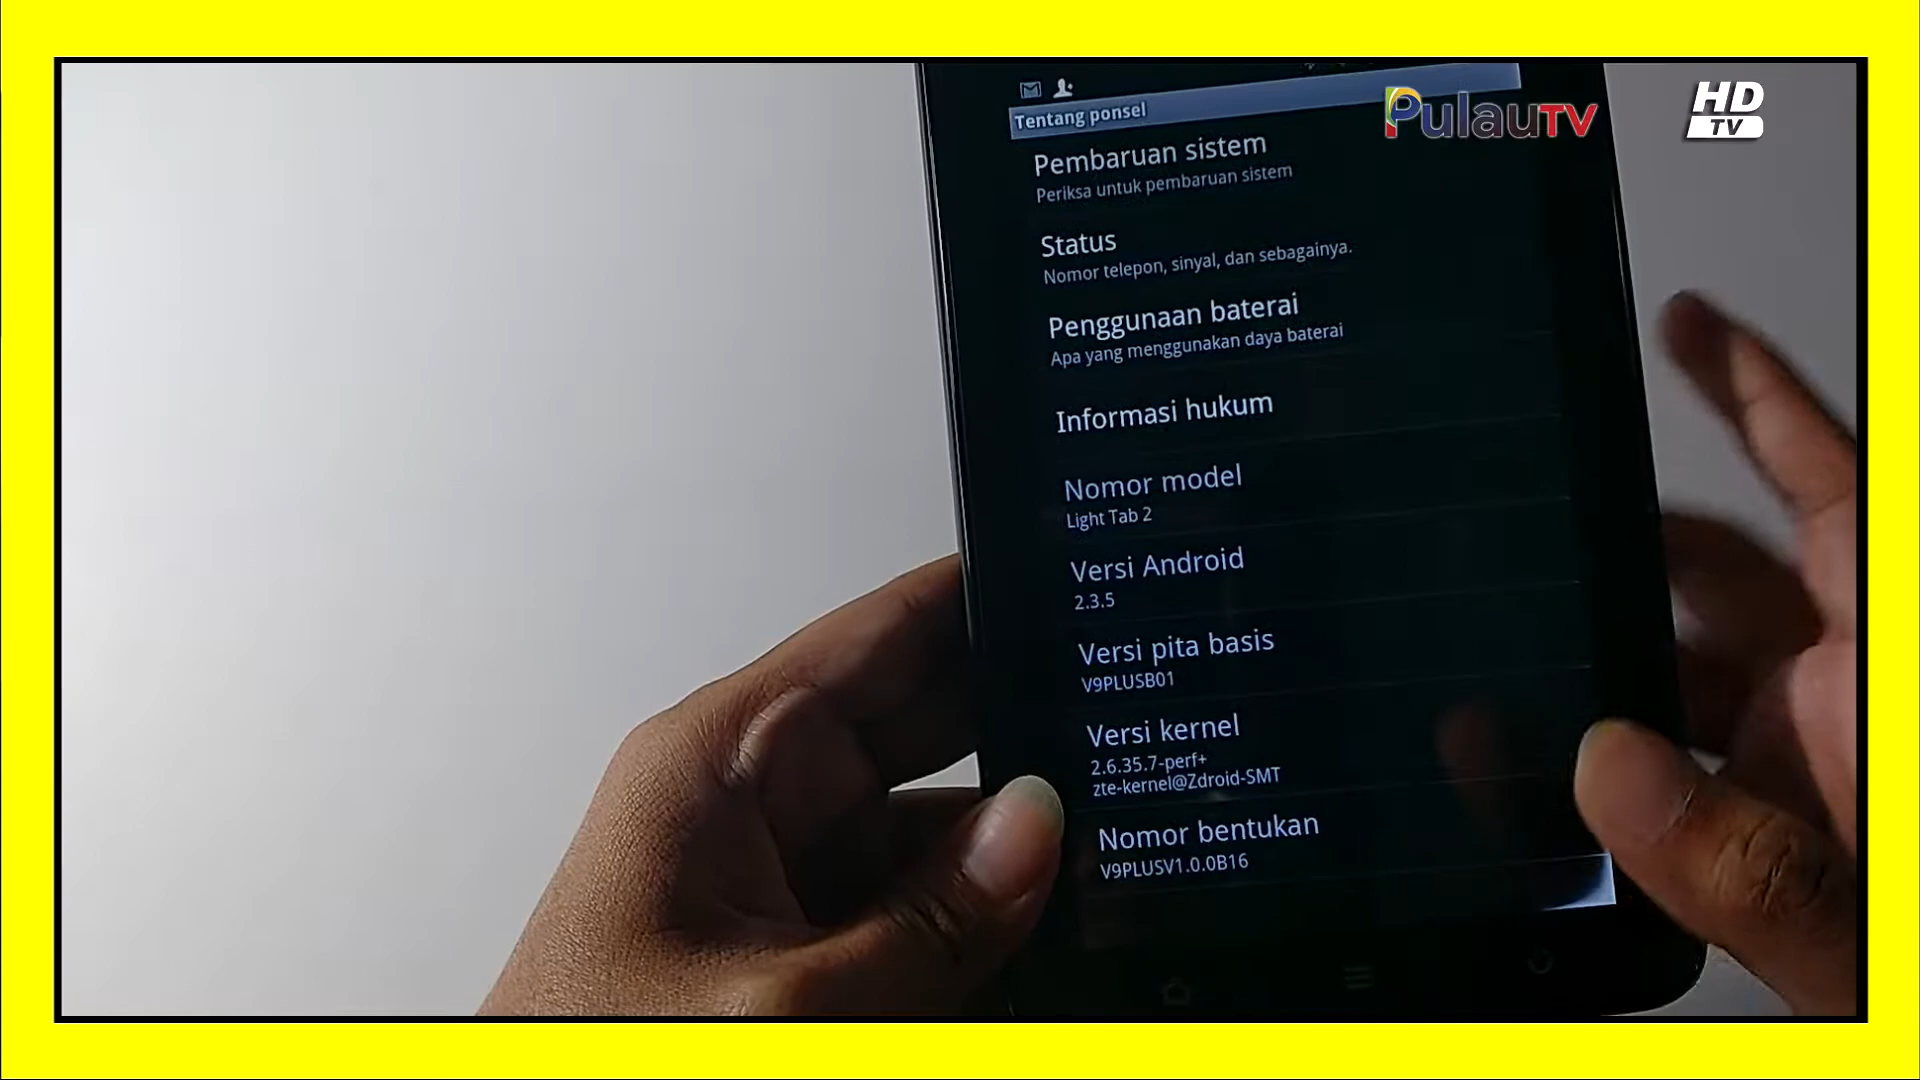 HD
TV
PulauTV
Tentang ponsel
Pembaruan sistem
Periksa untuk pembaruan sistem
Status
Nomor telepon, sinyal, dan sebagainya.
Penggunaan baterai
Apa yang menggunakan daya baterai
Informasi hukum
Nomor model
Light Tab 2
Versi Android
2.3.5
Versi pita basis
V9PLUSB01
Versi kernel
2.6.35.7-perf+
zte-kernel@Zdroid-SMT
Nomor bentukan
V9PLUSV1.0.0B16